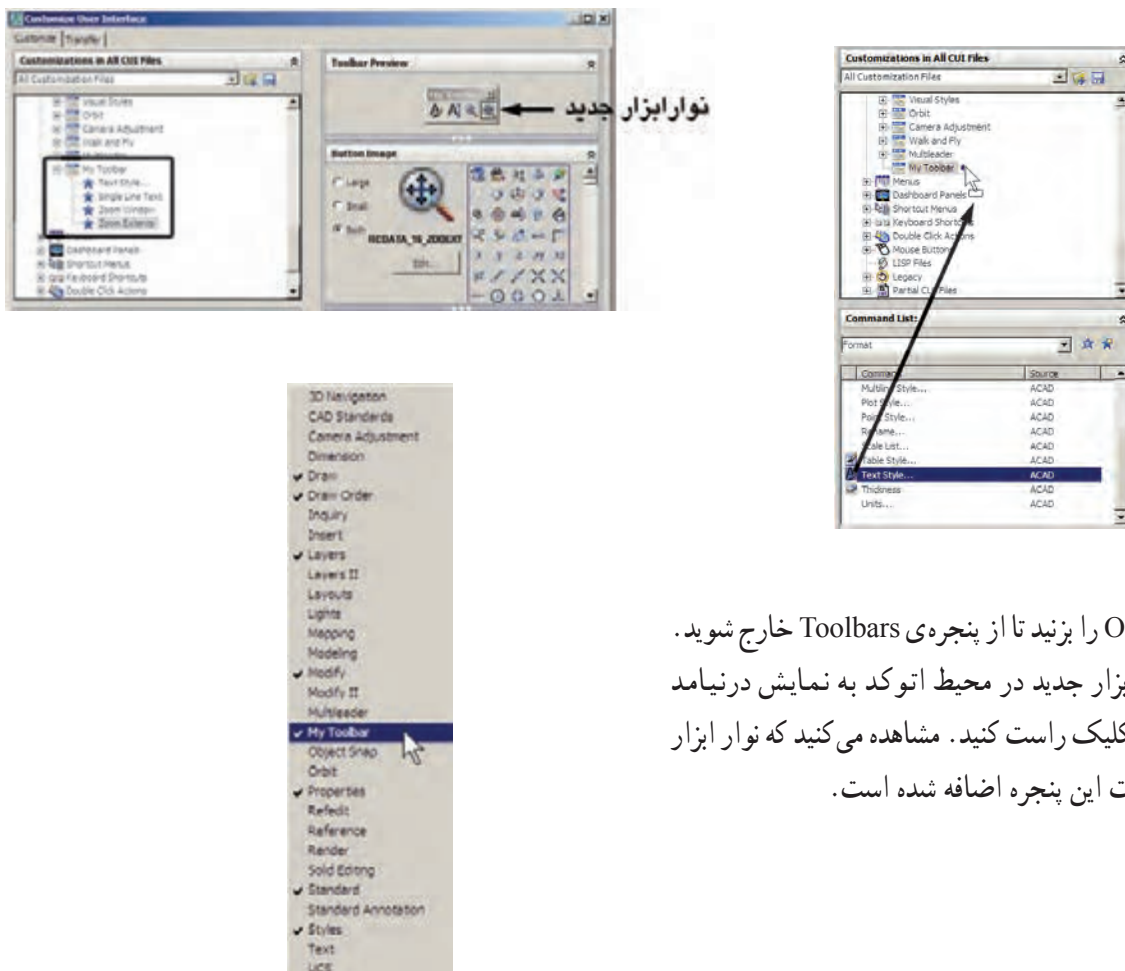 Customize User Interface
Customize Transfer
Customizations in All CUI Files
All Customization Files
Visual Styles
Orbit
Camera Adjustment
Walk and Fly
Multileader
My Toolbar
Text Style...
Single Line Text
Zoom Window
Zoom Extents
Dashboard Panels
Shortcut Menus
Keyboard Shortcuts
Double Click Actions
Toolbar Preview
نوارابزار جدید
Button Image
Large
Small
Both
RCDATA_16_ZOOEXT
Edit...
Customizations in All CUI Files
All Customization Files
Visual Styles
Orbit
Camera Adjustment
Walk and Fly
Multileader
My Toolbar
Menus
Dashboard Panels
Shortcut Menus
Keyboard Shortcuts
Double Click Actions
Mouse Buttons
LISP Files
Legacy
Partial CUI Files
Command List:
Format
Command Source
Multiline Style... ACAD
Plot Style... ACAD
Point Style... ACAD
Rename... ACAD
Scale List... ACAD
Table Style... ACAD
Text Style... ACAD
Thickness ACAD
Units... ACAD
3D Navigation
CAD Standards
Camera Adjustment
Dimension
Draw
Draw Order
Inquiry
Insert
Layers
Layers II
Layouts
Lights
Mapping
Modeling
Modify
Modify II
Multileader
My Toolbar
Object Snap
Orbit
Properties
Refedit
Reference
Render
Solid Editing
Standard
Standard Annotation
Styles
Text
UCS
O را بزنید تا از پنجره‌ی Toolbars خارج شوید.
بزار جدید در محیط اتوکد به نمایش درنیامد
کلیک راست کنید. مشاهده می‌کنید که نوار ابزار
ت این پنجره اضافه شده است.